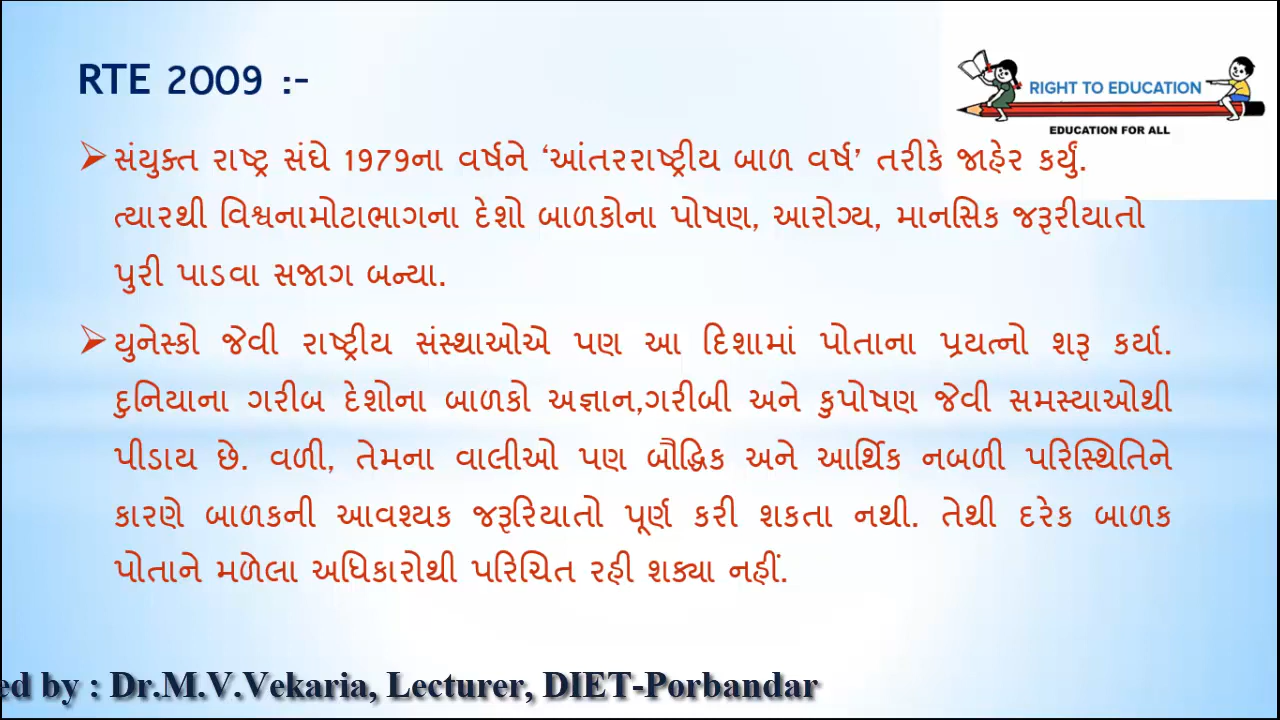 RTE 2009 :-
RIGHT TO EDUCATION
EDUCATION FOR ALL
➢ સંયુક્ત રાષ્ટ્ર સંઘે 1979ના વર્ષને ‘આંતરરાષ્ટ્રીય બાળ વર્ષ’ તરીકે જાહેર કર્યું.
ત્યારથી વિશ્વનામોટાભાગના દેશો બાળકોના પોષણ, આરોગ્ય, માનસિક જરૂરીયાતો
પુરી પાડવા સજાગ બન્યા.
➢ યુનેસ્કો જેવી રાષ્ટ્રીય સંસ્થાઓએ પણ આ દિશામાં પોતાના પ્રયત્નો શરૂ કર્યા.
દુનિયાના ગરીબ દેશોના બાળકો અજ્ઞાન,ગરીબી અને કુપોષણ જેવી સમસ્યાઓથી
પીડાય છે. વળી, તેમના વાલીઓ પણ બૌદ્ધિક અને આર્થિક નબળી પરિસ્થિતિને
કારણે બાળકની આવશ્યક જરૂરિયાતો પૂર્ણ કરી શકતા નથી. તેથી દરેક બાળક
પોતાને મળેલા અધિકારોથી પરિચિત રહી શક્યા નહીં.
ed by : Dr.M.V.Vekaria, Lecturer, DIET-Porbandar